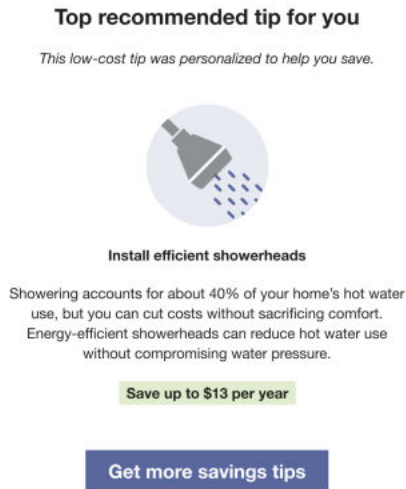 Top recommended tip for you
This low-cost tip was personalized to help you save.
Install efficient showerheads
Showering accounts for about 40% of your home's hot water
use, but you can cut costs without sacrificing comfort.
Energy-efficient showerheads can reduce hot water use
without compromising water pressure.
Save up to $13 per year
Get more savings tips